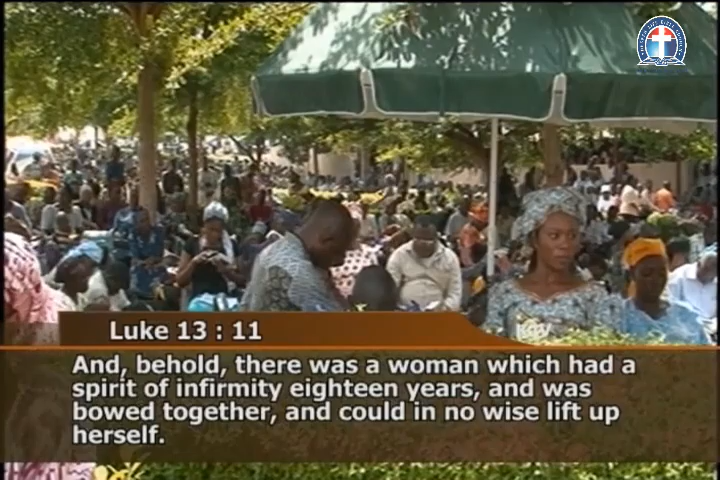 Luke 13 : 11
KJV
And, behold, there was a woman which had a
spirit of infirmity eighteen years, and was
bowed together, and could in no wise lift up
herself.